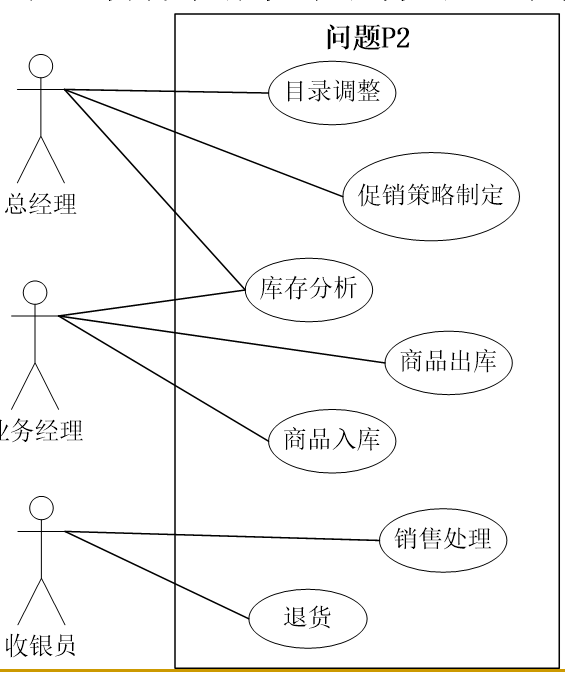 问题P2
目录调整
总经理
促销策略制定
库存分析
商品出库
业务经理
商品入库
销售处理
退货
收银员